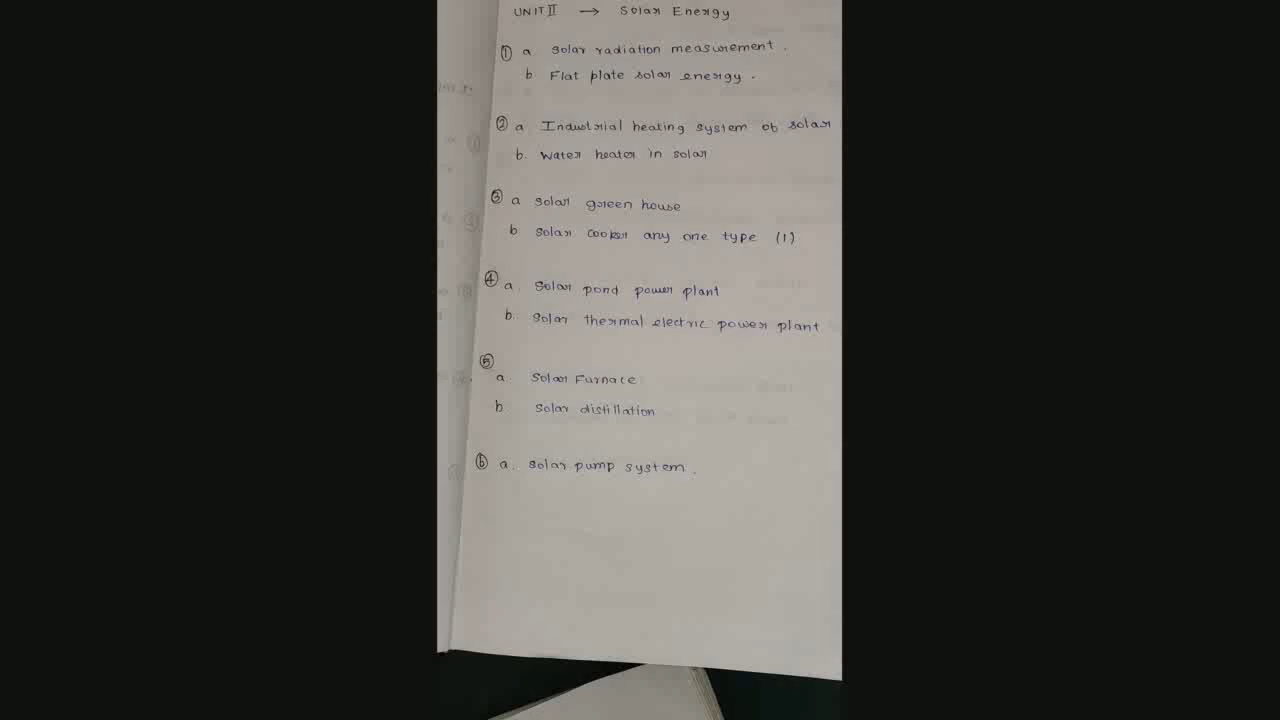 UNIT II → Solar Energy
① a Solar radiation measurement.
b Flat plate solar energy.
② a Industrial heating system of solar
b. Water heater in solar
③ a Solar green house
b Solar cooker any one type (1)
④ a. Solar pond power plant
b. Solar thermal electric power plant
⑤
a Solar Furnace
b Solar distillation
⑥ a. Solar pump system.